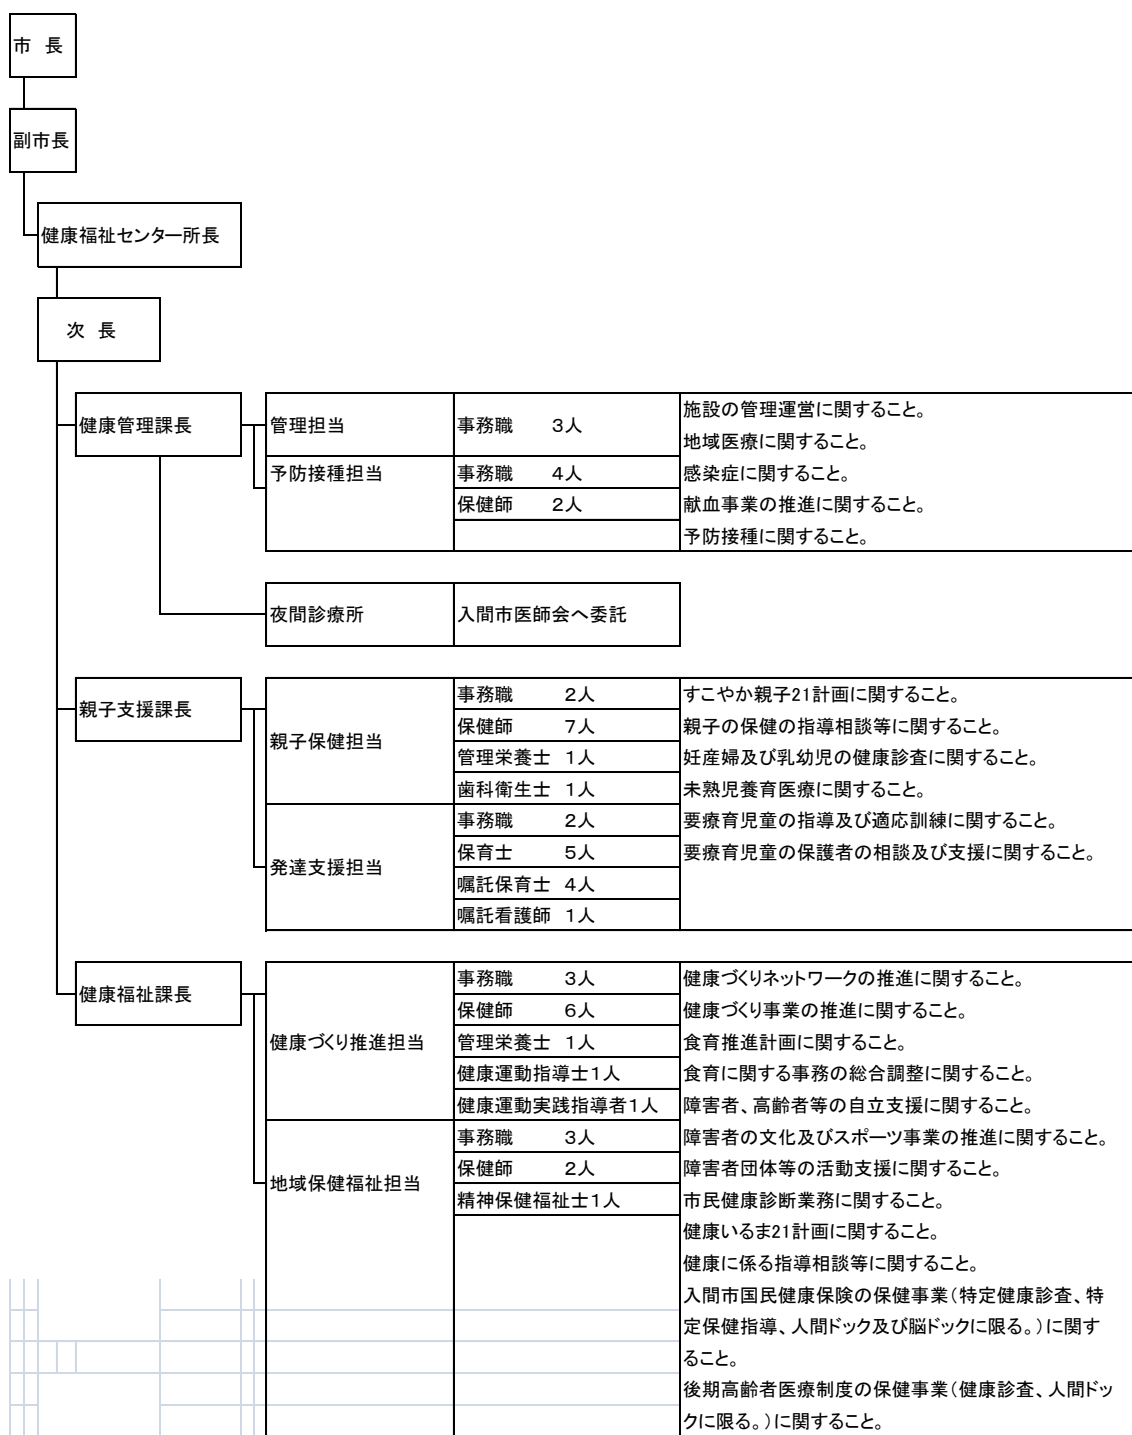 市 長
副市長
健康福祉センター所長
次 長
健康管理課長
管理担当
事務職 3人
施設の管理運営に関すること。
地域医療に関すること。
予防接種担当
事務職 4人
感染症に関すること。
保健師 2人
献血事業の推進に関すること。
予防接種に関すること。
夜間診療所
入間市医師会へ委託
親子支援課長
親子保健担当
事務職 2人
すこやか親子21計画に関すること。
保健師 7人
親子の保健の指導相談等に関すること。
管理栄養士 1人
妊産婦及び乳幼児の健康診査に関すること。
歯科衛生士 1人
未熟児養育医療に関すること。
発達支援担当
事務職 2人
要療育児童の指導及び適応訓練に関すること。
保育士 5人
要療育児童の保護者の相談及び支援に関すること。
嘱託保育士 4人
嘱託看護師 1人
健康福祉課長
健康づくり推進担当
事務職 3人
健康づくりネットワークの推進に関すること。
保健師 6人
健康づくり事業の推進に関すること。
管理栄養士 1人
食育推進計画に関すること。
健康運動指導士1人
食育に関する事務の総合調整に関すること。
健康運動実践指導者1人
障害者、高齢者等の自立支援に関すること。
地域保健福祉担当
事務職 3人
障害者の文化及びスポーツ事業の推進に関すること。
保健師 2人
障害者団体等の活動支援に関すること。
精神保健福祉士1人
市民健康診断業務に関すること。
健康いるま21計画に関すること。
健康に係る指導相談等に関すること。
入間市国民健康保険の保健事業(特定健康診査、特
定保健指導、人間ドック及び脳ドックに限る。)に関す
ること。
後期高齢者医療制度の保健事業(健康診査、人間ドッ
クに限る。)に関すること。